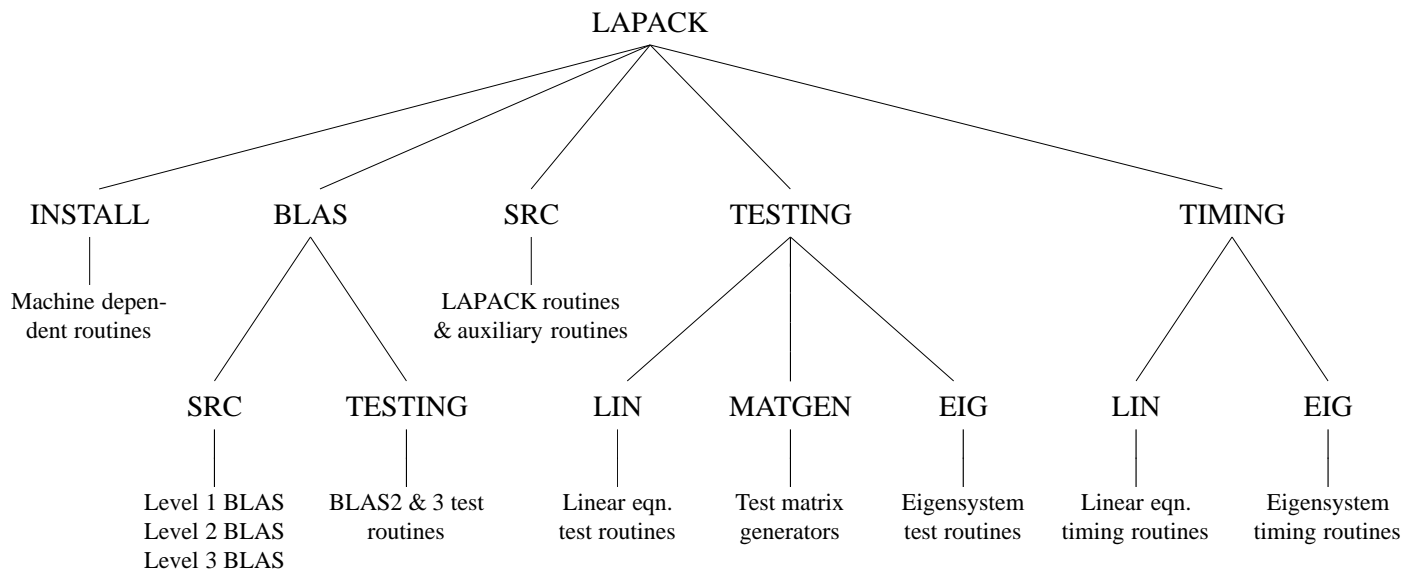 LAPACK
INSTALL
BLAS
SRC
TESTING
TIMING
Machine depen-
dent routines
LAPACK routines
& auxiliary routines
SRC
TESTING
LIN
MATGEN
EIG
LIN
EIG
Level 1 BLAS
Level 2 BLAS
Level 3 BLAS
BLAS2 & 3 test
routines
Linear eqn.
test routines
Test matrix
generators
Eigensystem
test routines
Linear eqn.
timing routines
Eigensystem
timing routines